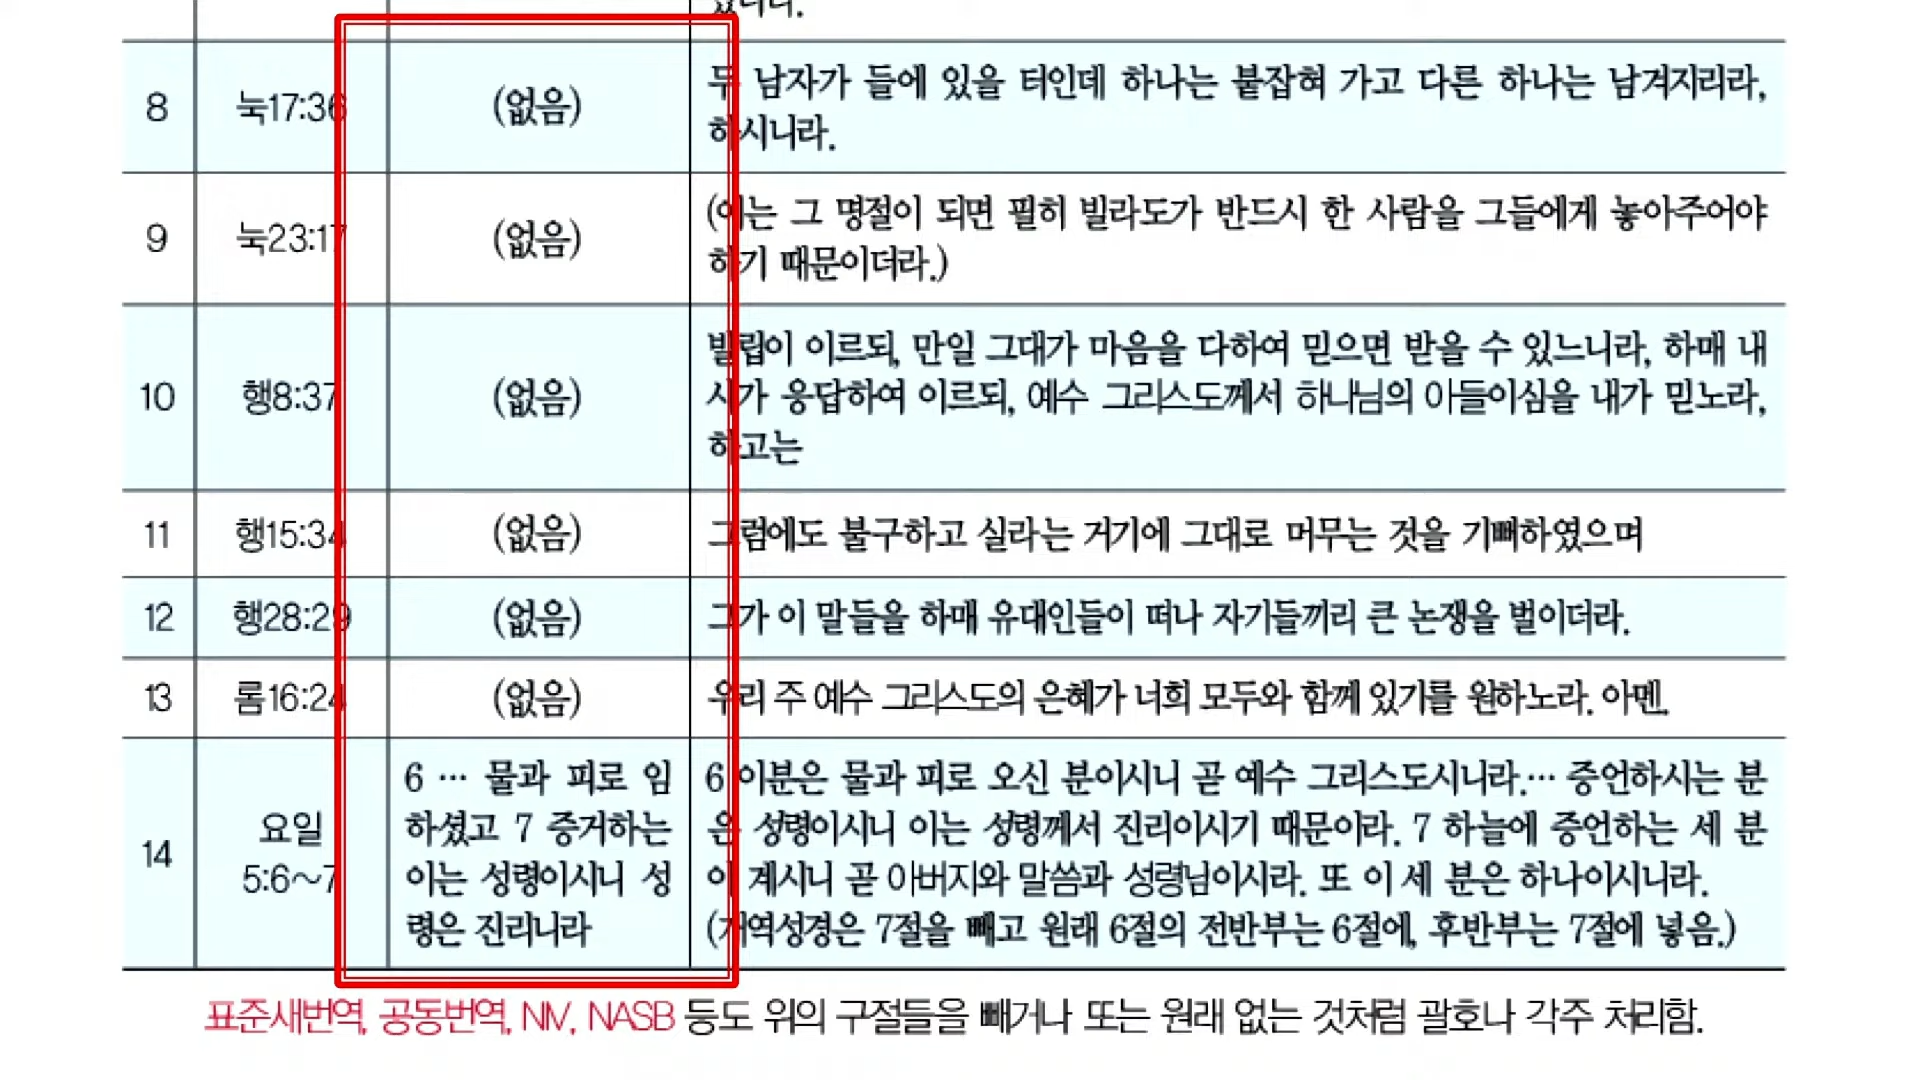 있나니.
8 눅17:36 (없음) 두 남자가 들에 있을 터인데 하나는 붙잡혀 가고 다른 하나는 남겨지리라,
하시니라.
9 눅23:17 (없음) (이는 그 명절이 되면 필히 빌라도가 반드시 한 사람을 그들에게 놓아주어야
하기 때문이더라.)
10 행8:37 (없음) 빌립이 이르되, 만일 그대가 마음을 다하여 믿으면 받을 수 있느니라, 하매 내
시가 응답하여 이르되, 예수 그리스도께서 하나님의 아들이심을 내가 믿노라,
하고는
11 행15:34 (없음) 그럼에도 불구하고 실라는 거기에 그대로 머무는 것을 기뻐하였으며
12 행28:29 (없음) 그가 이 말들을 하매 유대인들이 떠나 자기들끼리 큰 논쟁을 벌이더라.
13 롬16:24 (없음) 우리 주 예수 그리스도의 은혜가 너희 모두와 함께 있기를 원하노라. 아멘.
14 요일
5:6~7
6 … 물과 피로 임
하셨고 7 증거하는
이는 성령이시니 성
령은 진리니라
6 이분은 물과 피로 오신 분이시니 곧 예수 그리스도시니라.… 증언하시는 분
은 성령이시니 이는 성령께서 진리이시기 때문이라. 7 하늘에 증언하는 세 분
이 계시니 곧 아버지와 말씀과 성령님이시라. 또 이 세 분은 하나이시니라.
(개역성경은 7절을 빼고 원래 6절의 전반부는 6절에, 후반부는 7절에 넣음.)
표준새번역, 공동번역, NIV, NASB 등도 위의 구절들을 빼거나 또는 원래 없는 것처럼 괄호나 각주 처리함.